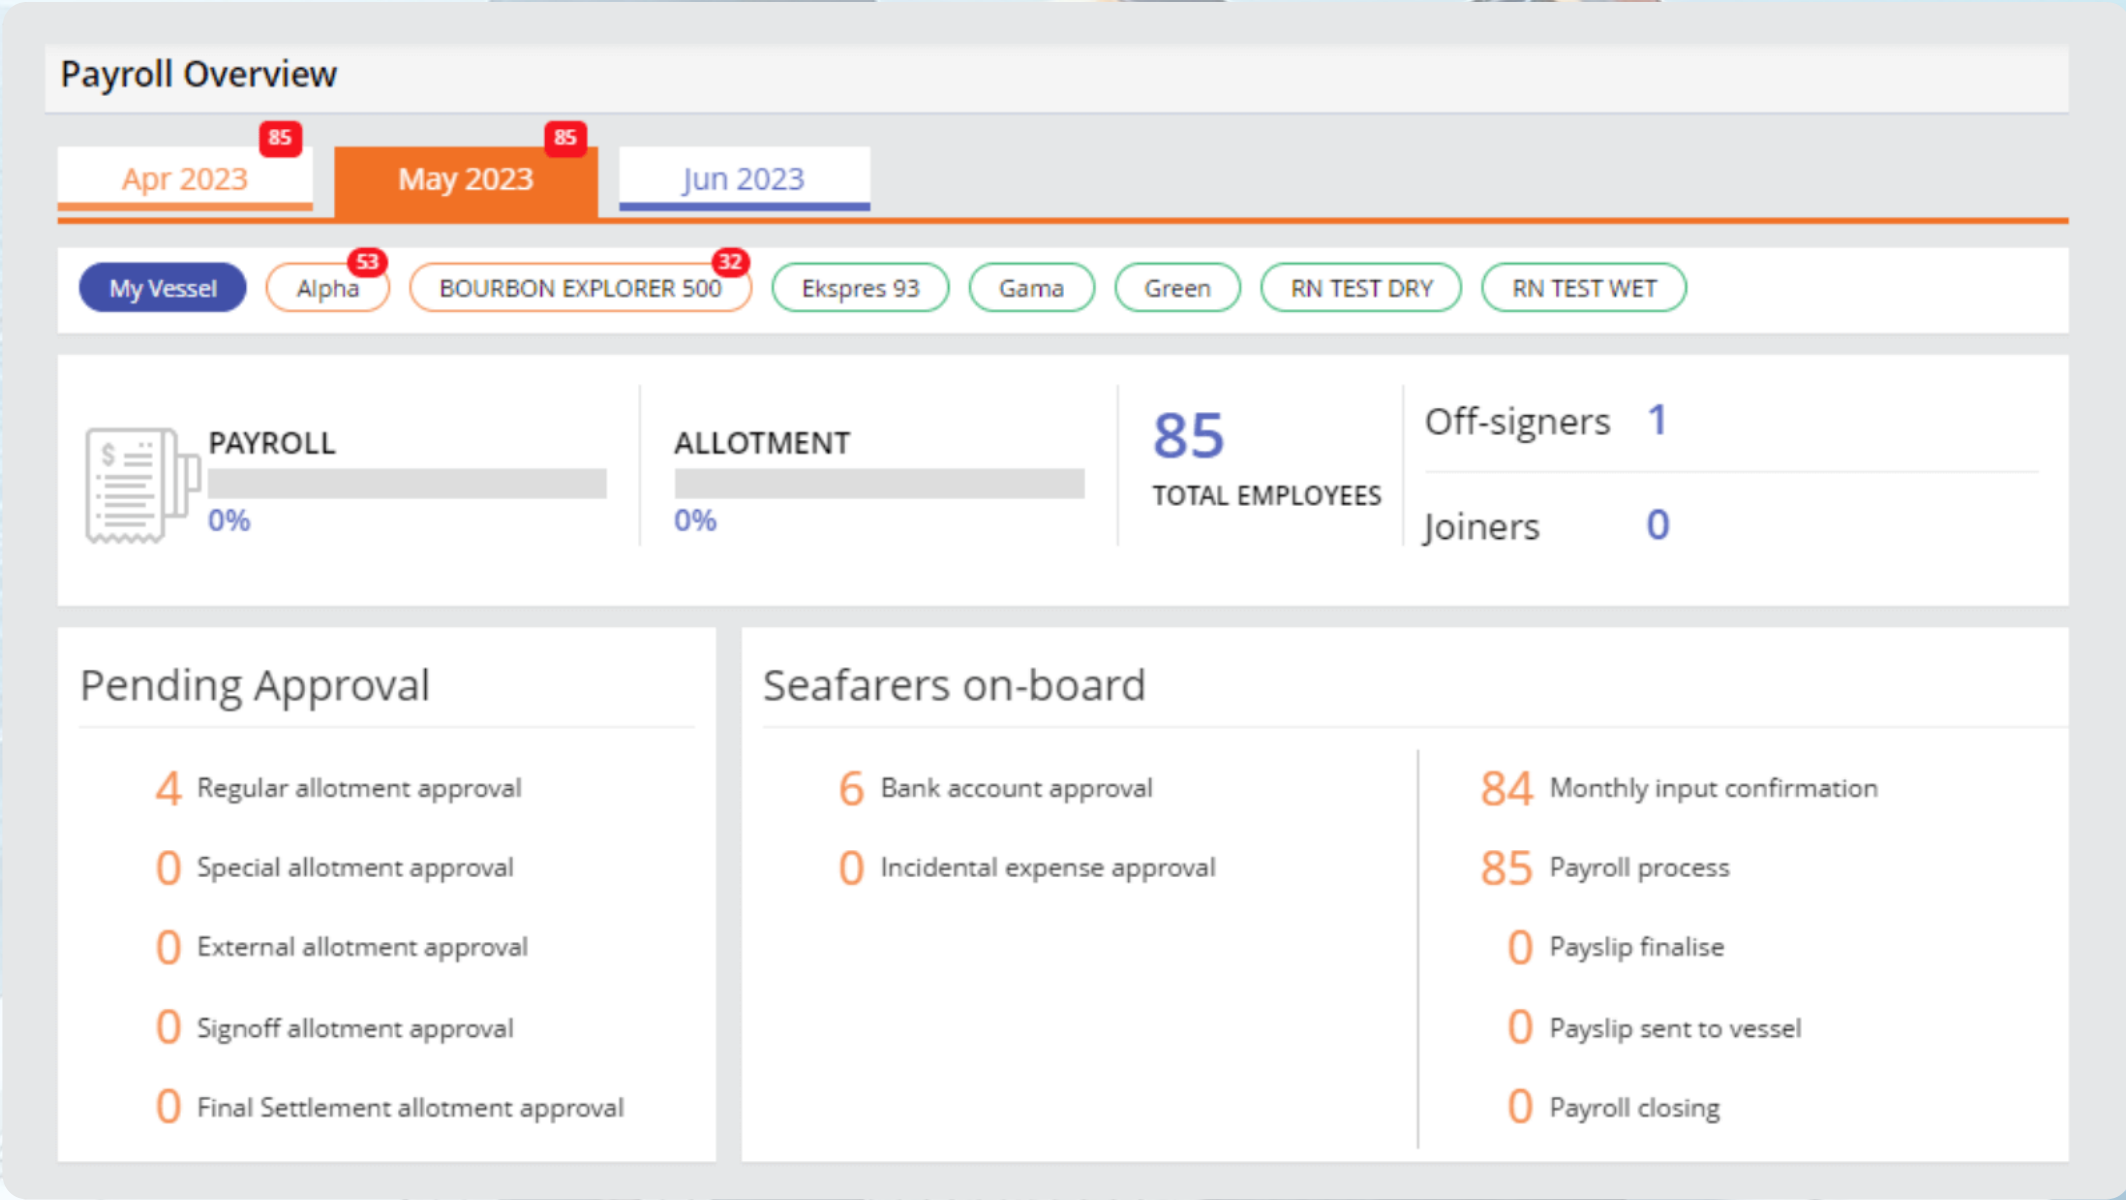 Payroll Overview
85
85
Apr 2023
May 2023
Jun 2023
53
32
My Vessel
Alpha
BOURBON EXPLORER 500
Ekspres 93
Gama
Green
RN TEST DRY
RN TEST WET
$
PAYROLL
0%
ALLOTMENT
0%
85
TOTAL EMPLOYEES
Off-signers 1
Joiners 0
Pending Approval
4 Regular allotment approval
0 Special allotment approval
0 External allotment approval
0 Signoff allotment approval
0 Final Settlement allotment approval
Seafarers on-board
6 Bank account approval
0 Incidental expense approval
84 Monthly input confirmation
85 Payroll process
0 Payslip finalise
0 Payslip sent to vessel
0 Payroll closing